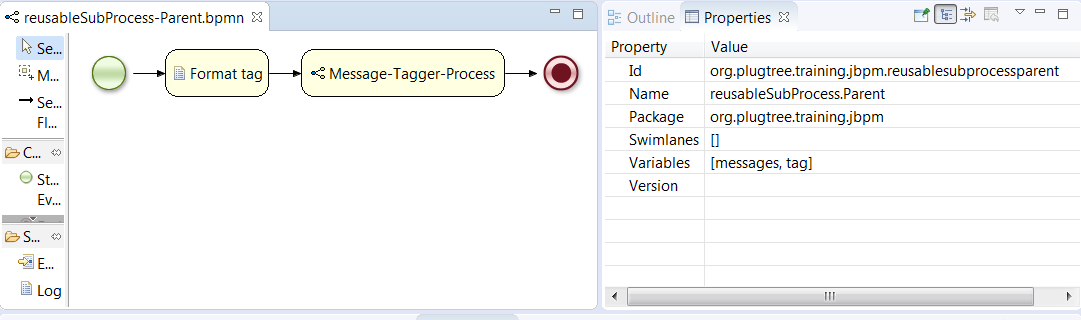 reusableSubProcess-Parent.bpmn
Se...
M...
Se...
Fl...
C...
St...
Ev...
S...
E...
Log
Format tag
Message-Tagger-Process
Outline
Properties
Property Value
Id org.plugtree.training.jbpm.reusablesubprocessparent
Name reusableSubProcess.Parent
Package org.plugtree.training.jbpm
Swimlanes []
Variables [messages, tag]
Version